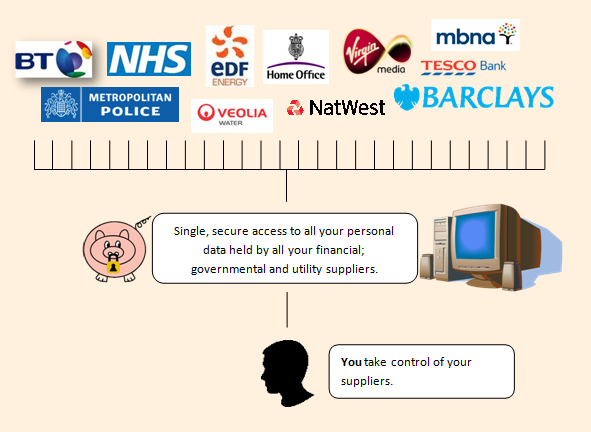 BT
NHS
eDF
ENERGY
Home Office
Virgin
media
mbna
TESCO Bank
METROPOLITAN
POLICE
VEOLIA
WATER
NatWest
BARCLAYS
Single, secure access to all your personal
data held by all your financial;
governmental and utility suppliers.
You take control of your
suppliers.